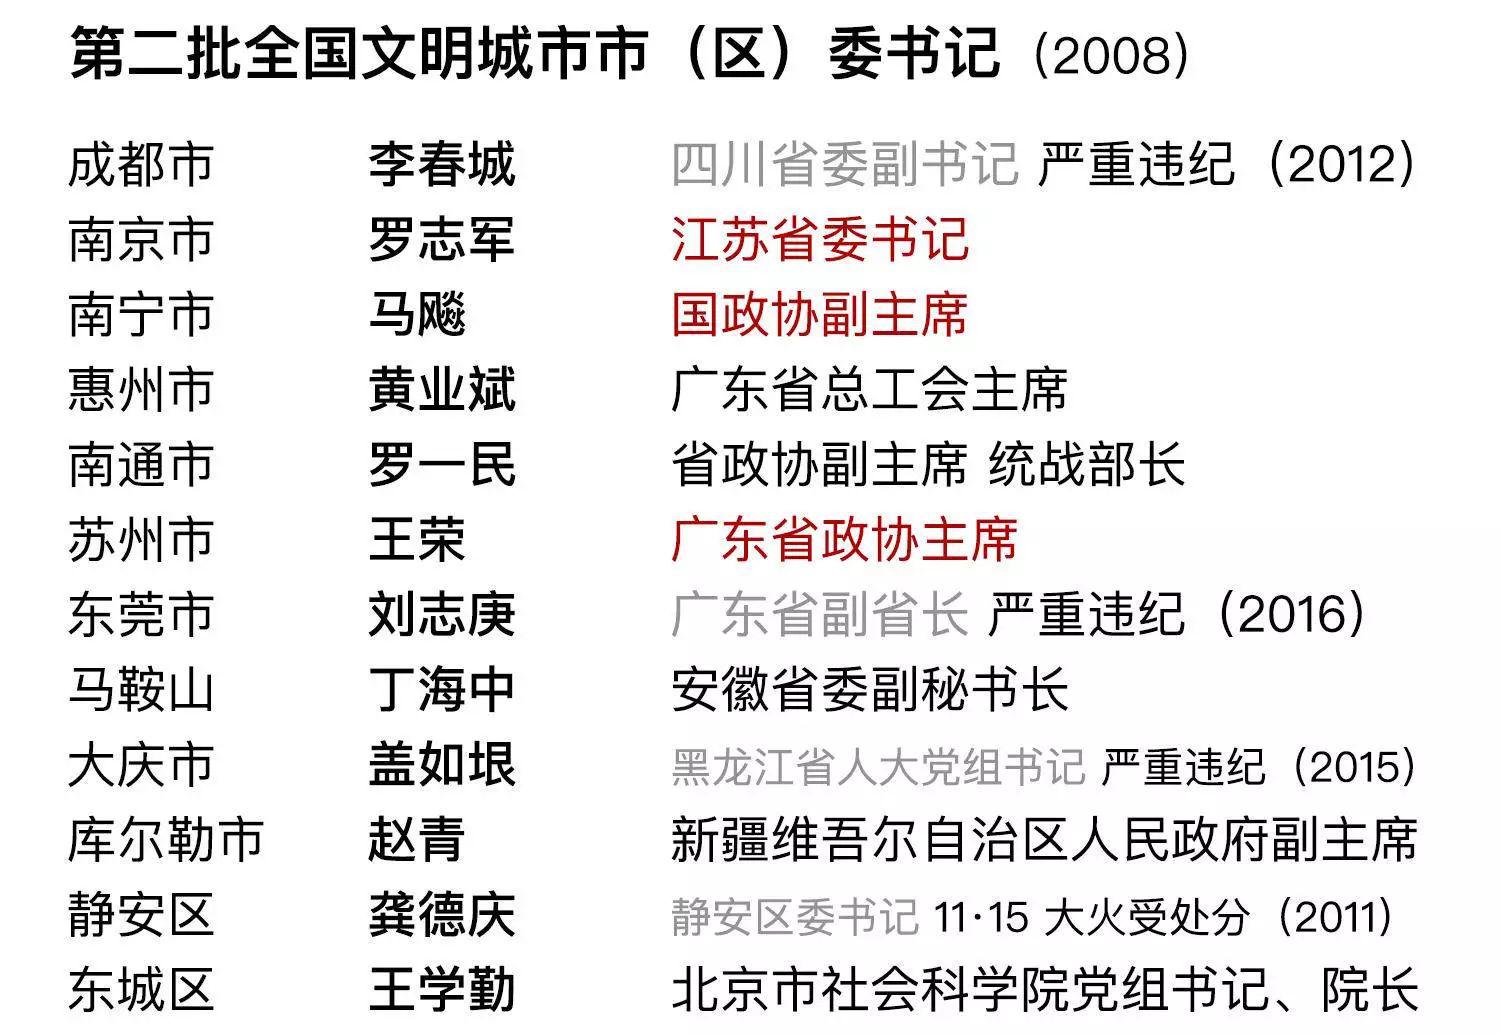 第二批全国文明城市市（区）委书记（2008）
成都市 李春城 四川省委副书记 严重违纪（2012）
南京市 罗志军 江苏省委书记
南宁市 马飚 国政协副主席
惠州市 黄业斌 广东省总工会主席
南通市 罗一民 省政协副主席 统战部长
苏州市 王荣 广东省政协主席
东莞市 刘志庚 广东省副省长 严重违纪（2016）
马鞍山 丁海中 安徽省委副秘书长
大庆市 盖如垠 黑龙江省人大党组书记 严重违纪（2015）
库尔勒市 赵青 新疆维吾尔自治区人民政府副主席
静安区 龚德庆 静安区委书记 11·15 大火受处分（2011）
东城区 王学勤 北京市社会科学院党组书记、院长